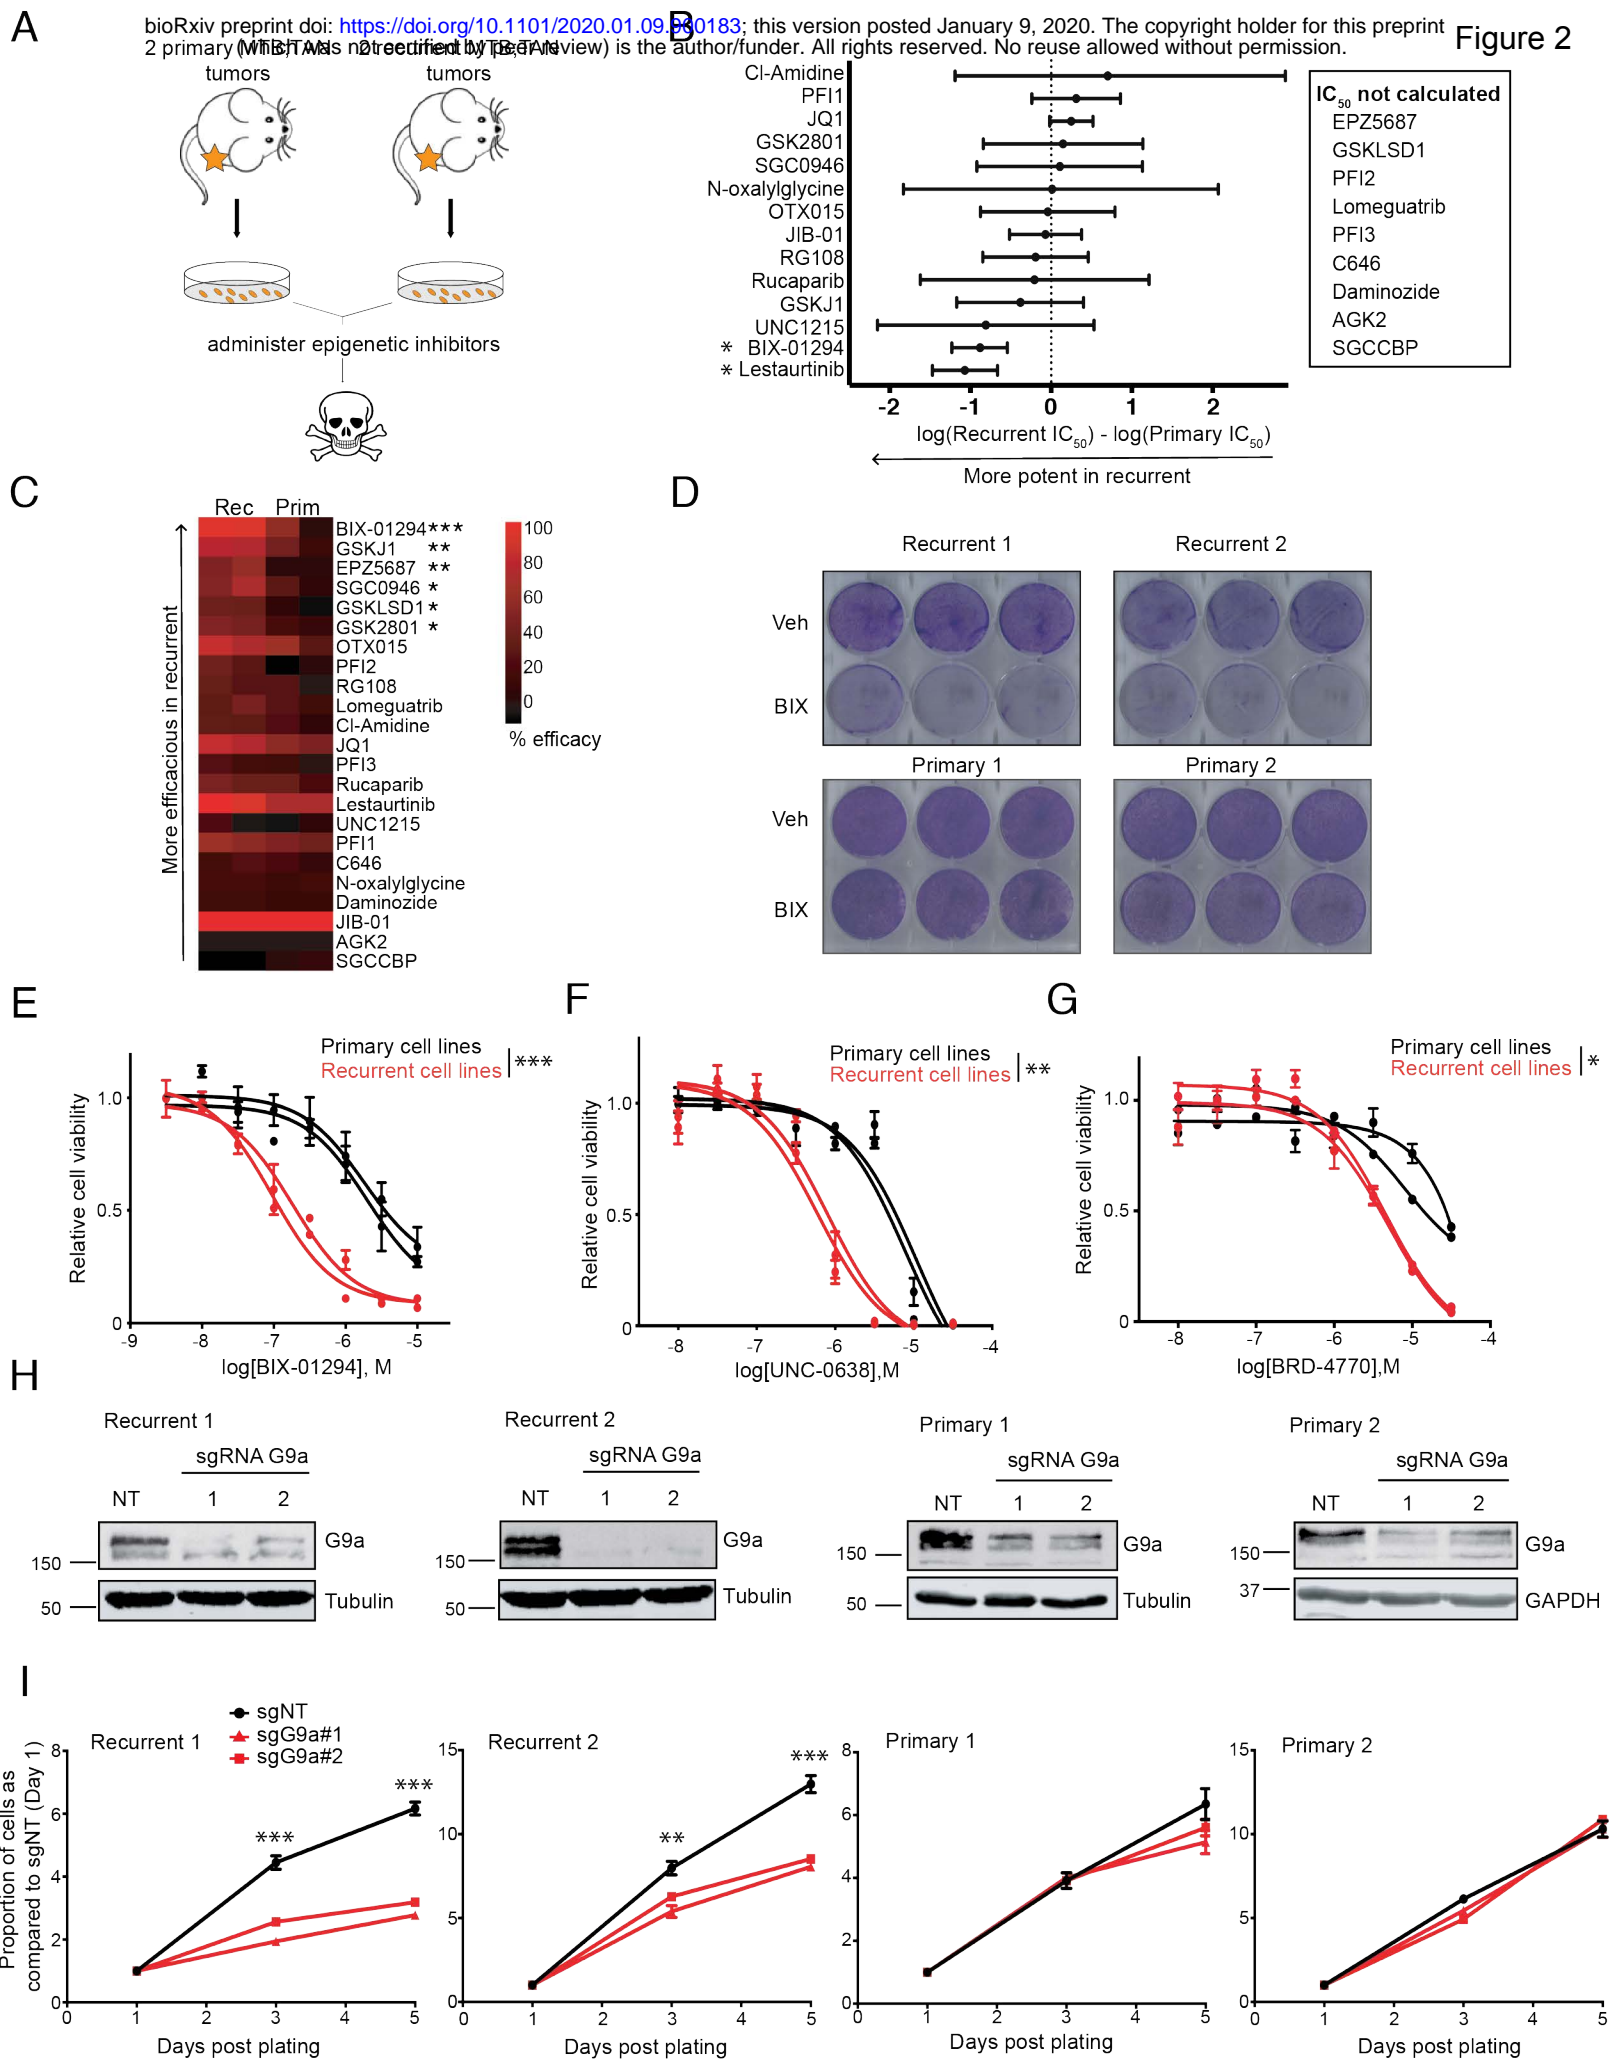 bioRxiv preprint doi: https://doi.org/10.1101/2020.01.09.900183; this version posted January 9, 2020. The copyright holder for this preprint
(which was not certified by peer review) is the author/funder. All rights reserved. No reuse allowed without permission.
Figure 2
A
2 primary MTB;TAN
tumors
2 recurrent MTB;TAN
tumors
administer epigenetic inhibitors
B
Cl-Amidine
PFI1
JQ1
GSK2801
SGC0946
N-oxalylglycine
OTX015
JIB-01
RG108
Rucaparib
GSKJ1
UNC1215
* BIX-01294
* Lestaurtinib
-2 -1 0 1 2
log(Recurrent IC50) - log(Primary IC50)
More potent in recurrent
IC50 not calculated
EPZ5687
GSKLSD1
PFI2
Lomeguatrib
PFI3
C646
Daminozide
AGK2
SGCCBP
C
Rec Prim
More efficacious in recurrent
BIX-01294 ***
GSKJ1 **
EPZ5687 **
SGC0946 *
GSKLSD1 *
GSK2801 *
OTX015
PFI2
RG108
Lomeguatrib
Cl-Amidine
JQ1
PFI3
Rucaparib
Lestaurtinib
UNC1215
PFI1
C646
N-oxalylglycine
Daminozide
JIB-01
AGK2
SGCCBP
100
80
60
40
20
0
% efficacy
D
Recurrent 1 Recurrent 2
Veh
BIX
Primary 1 Primary 2
Veh
BIX
E
Primary cell lines
Recurrent cell lines
***
Relative cell viability
1.0
0.5
0
-9 -8 -7 -6 -5
log[BIX-01294], M
F
Primary cell lines
Recurrent cell lines
**
Relative cell viability
1.0
0.5
0
-8 -7 -6 -5 -4
log[UNC-0638],M
G
Primary cell lines
Recurrent cell lines
*
Relative cell viability
1.0
0.5
0
-8 -7 -6 -5 -4
log[BRD-4770],M
H
Recurrent 1
sgRNA G9a
NT 1 2
G9a
150
Tubulin
50
Recurrent 2
sgRNA G9a
NT 1 2
G9a
150
Tubulin
50
Primary 1
sgRNA G9a
NT 1 2
G9a
150
Tubulin
50
Primary 2
sgRNA G9a
NT 1 2
G9a
150
37
GAPDH
I
sgNT
sgG9a#1
sgG9a#2
Proportion of cells as
compared to sgNT (Day 1)
Recurrent 1
8
6
4
2
0
*** ***
0 1 2 3 4 5
Days post plating
Recurrent 2
15
10
5
0
** ***
0 1 2 3 4 5
Days post plating
Primary 1
8
6
4
2
0
0 1 2 3 4 5
Days post plating
Primary 2
15
10
5
0
0 1 2 3 4 5
Days post plating